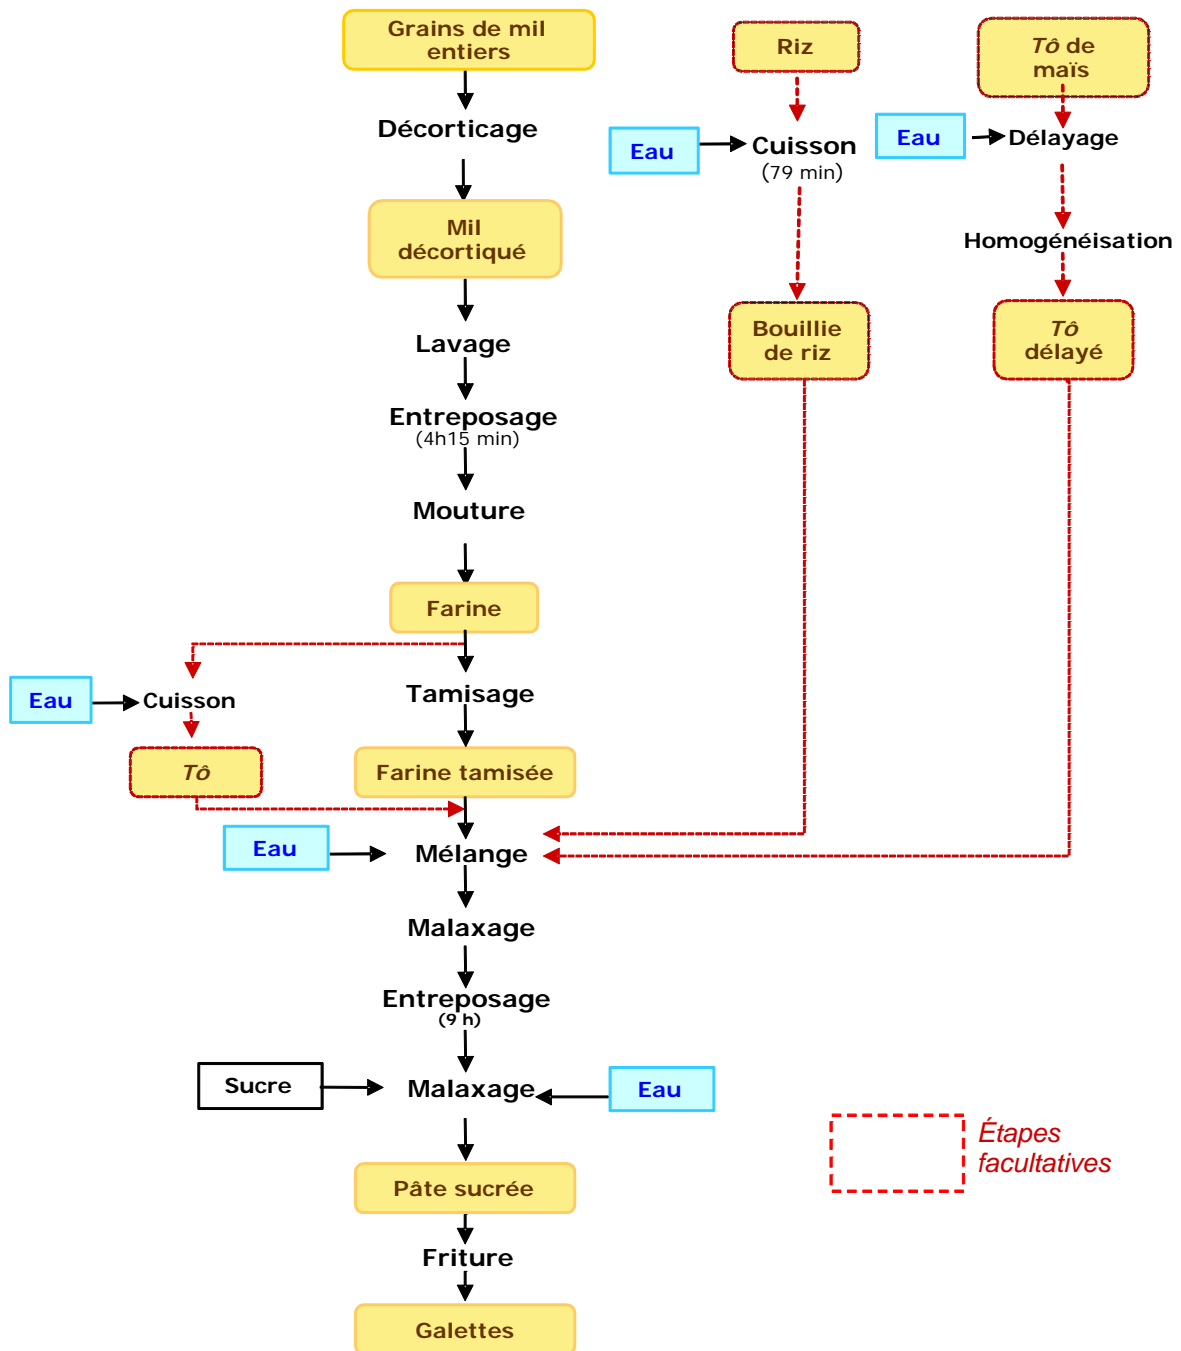 Grains de mil
entiers
Décorticage
Mil
décortiqué
Lavage
Entreposage
(4h15 min)
Mouture
Farine
Eau
Cuisson
Tô
Tamisage
Farine tamisée
Riz
Eau
Cuisson
(79 min)
Bouillie
de riz
Tô de
maïs
Eau
Délayage
Homogénéisation
Tô
délayé
Eau
Mélange
Malaxage
Entreposage
(9 h)
Sucre
Malaxage
Eau
Pâte sucrée
Friture
Galettes
Étapes
facultatives